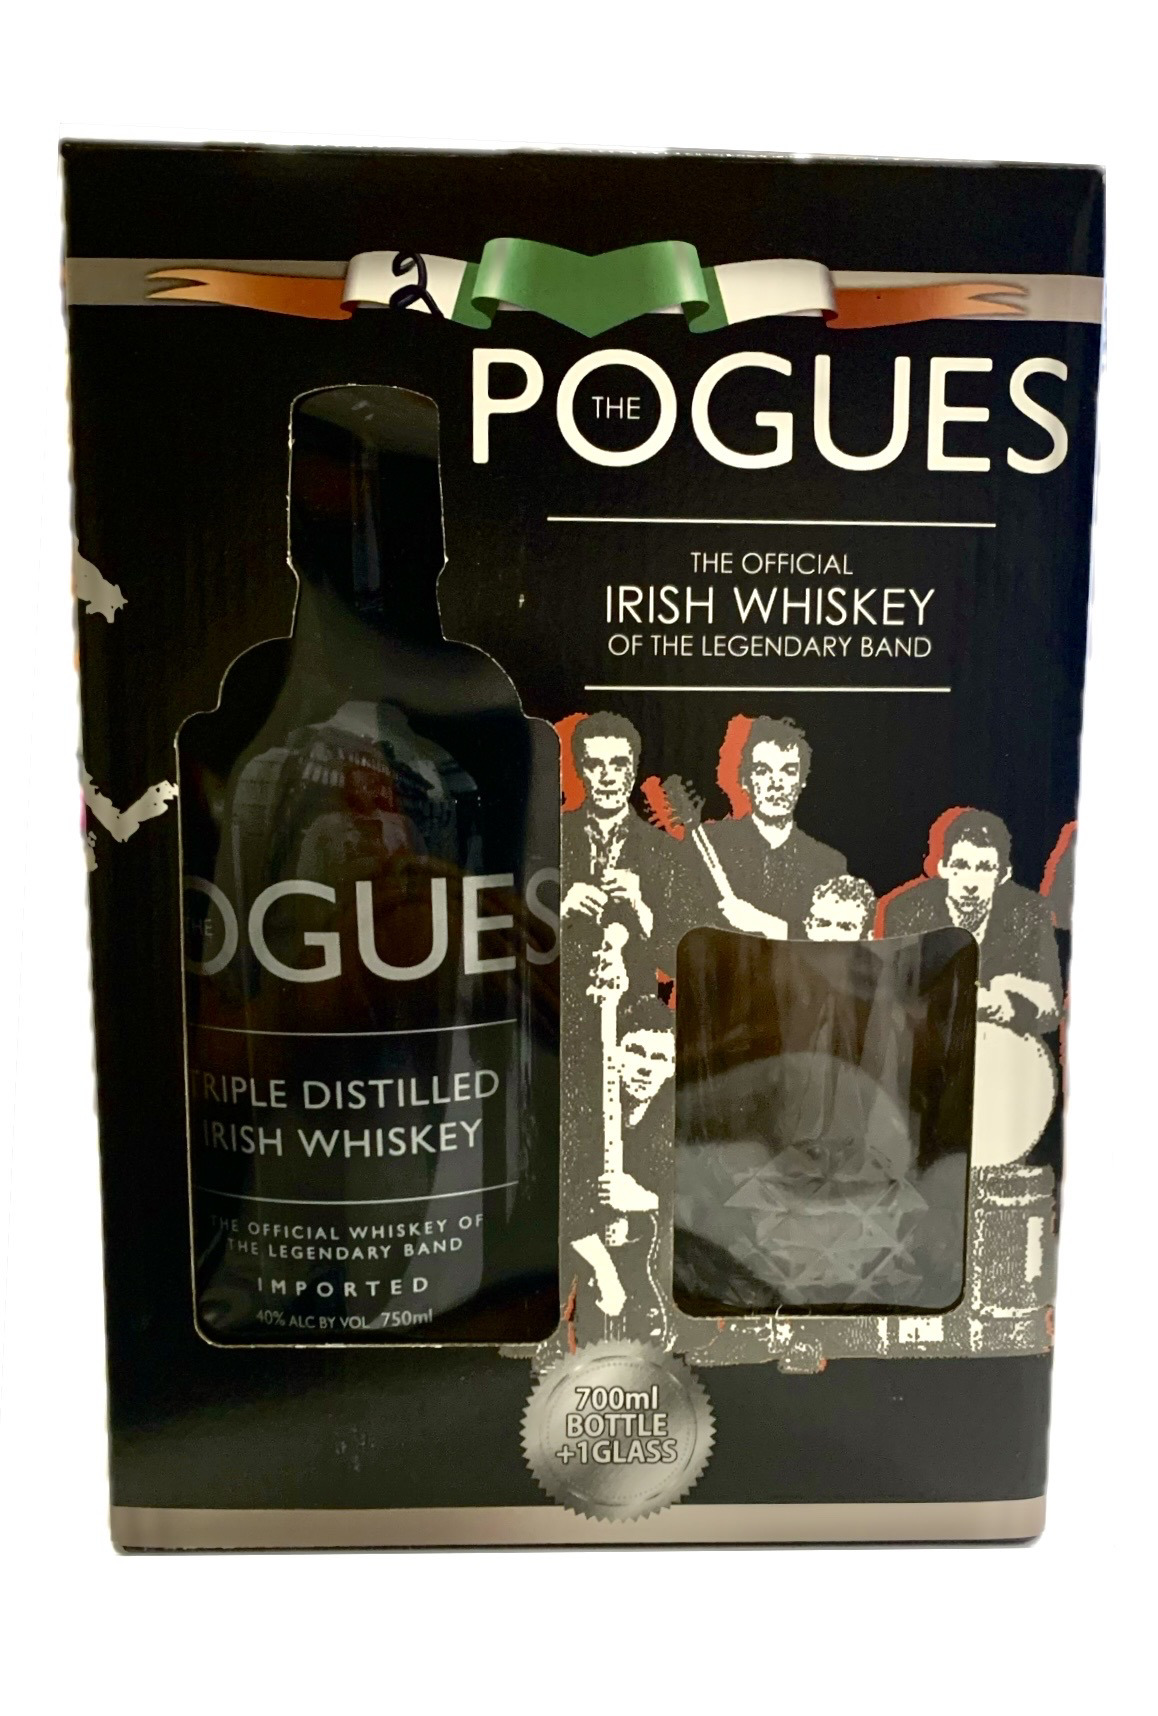 THE POGUES
THE OFFICIAL
IRISH WHISKEY
OF THE LEGENDARY BAND
THE
OGUES
TRIPLE DISTILLED
IRISH WHISKEY
THE OFFICIAL WHISKEY OF
THE LEGENDARY BAND
IMPORTED
40% ALC BY VOL 750ml
700ml
BOTTLE
+1GLASS